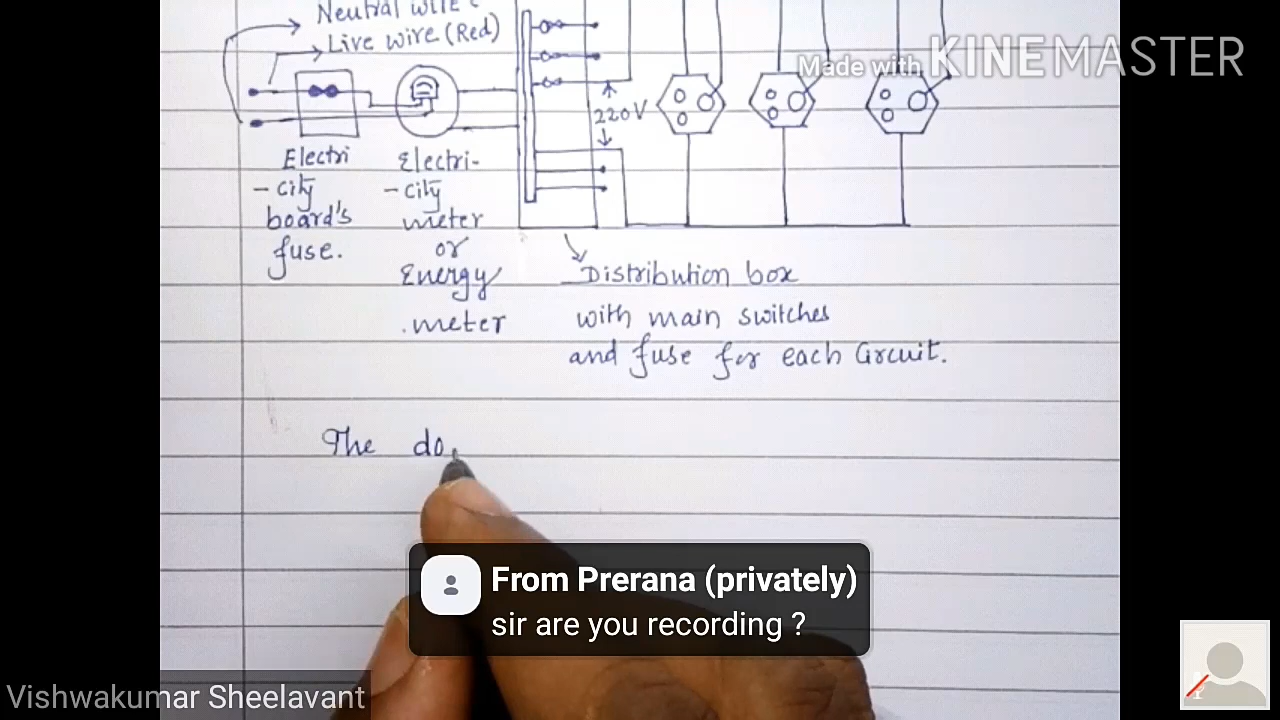 Neutral wire
Live wire (Red)
Made with KINEMASTER
220V
Electri
-city
board's
fuse.
Electri-
-city
meter
or
Energy
.meter
Distribution box
with main switches
and fuse for each Circuit.
The do
From Prerana (privately)
sir are you recording ?
Vishwakumar Sheelavant